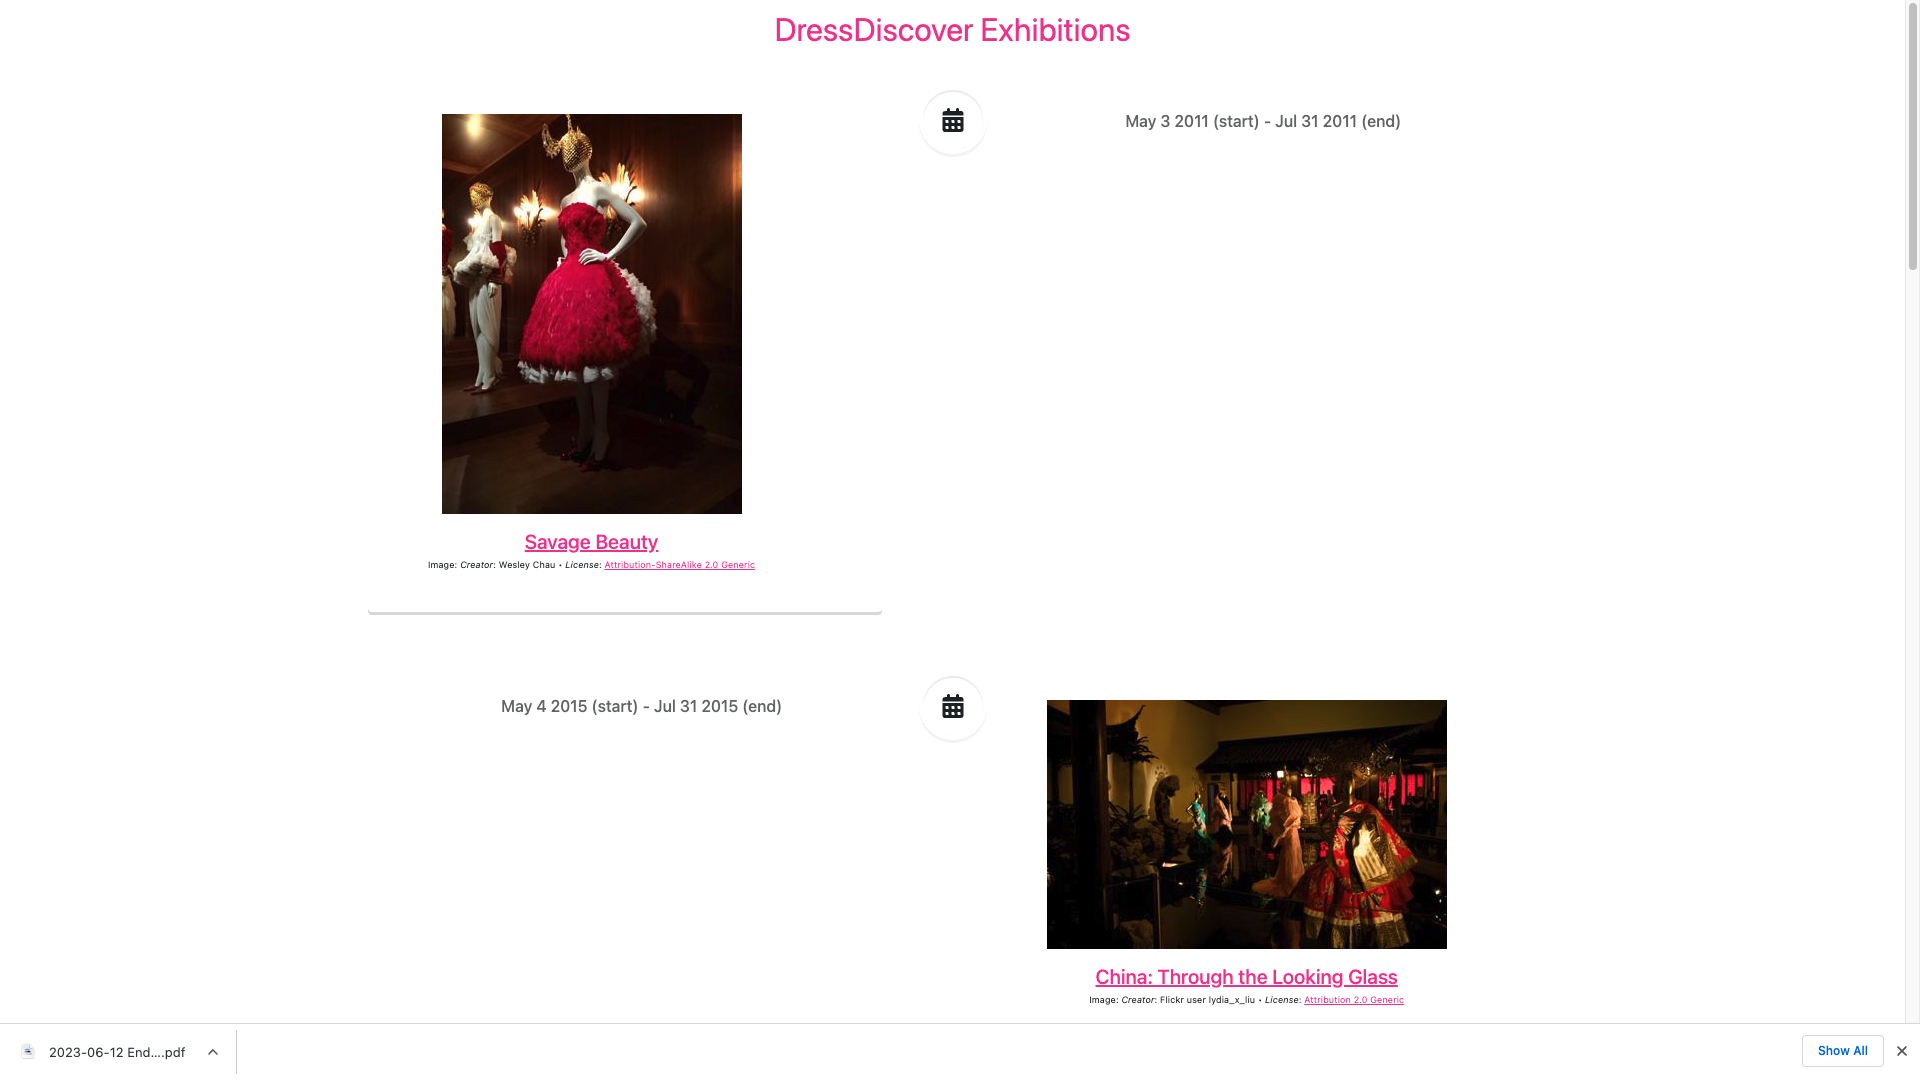 DressDiscover Exhibitions
May 3 2011 (start) - Jul 31 2011 (end)
Savage Beauty
Image: Creator: Wesley Chau • License: Attribution-ShareAlike 2.0 Generic
May 4 2015 (start) - Jul 31 2015 (end)
China: Through the Looking Glass
Image: Creator: Flickr user lydia_x_liu • License: Attribution 2.0 Generic
2023-06-12 End....pdf
Show All